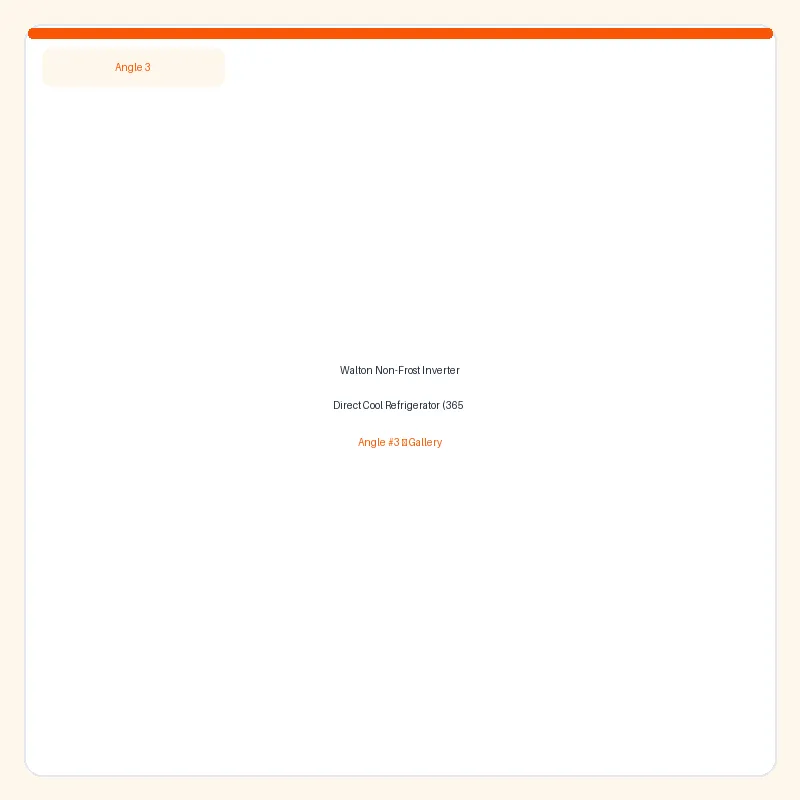 Angle 3
Walton Non-Frost Inverter
Direct Cool Refrigerator (365
Angle #3 Gallery